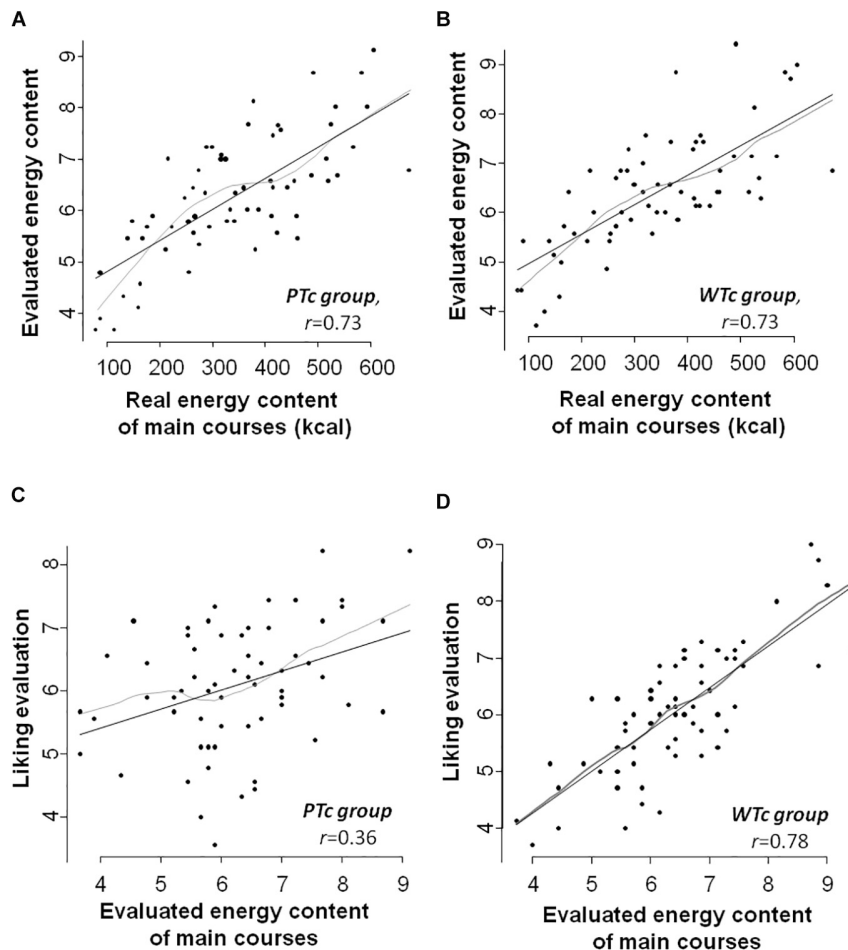 A
Evaluated energy content
9
8
7
6
5
4
PTc group,
r=0.73
100 200 300 400 500 600
Real energy content
of main courses (kcal)
B
Evaluated energy content
9
8
7
6
5
4
WTc group,
r=0.73
100 200 300 400 500 600
Real energy content
of main courses (kcal)
C
Liking evaluation
8
7
6
5
4
PTc group
r=0.36
4 5 6 7 8 9
Evaluated energy content
of main courses
D
Liking evaluation
9
8
7
6
5
4
WTc group
r=0.78
4 5 6 7 8 9
Evaluated energy content
of main courses